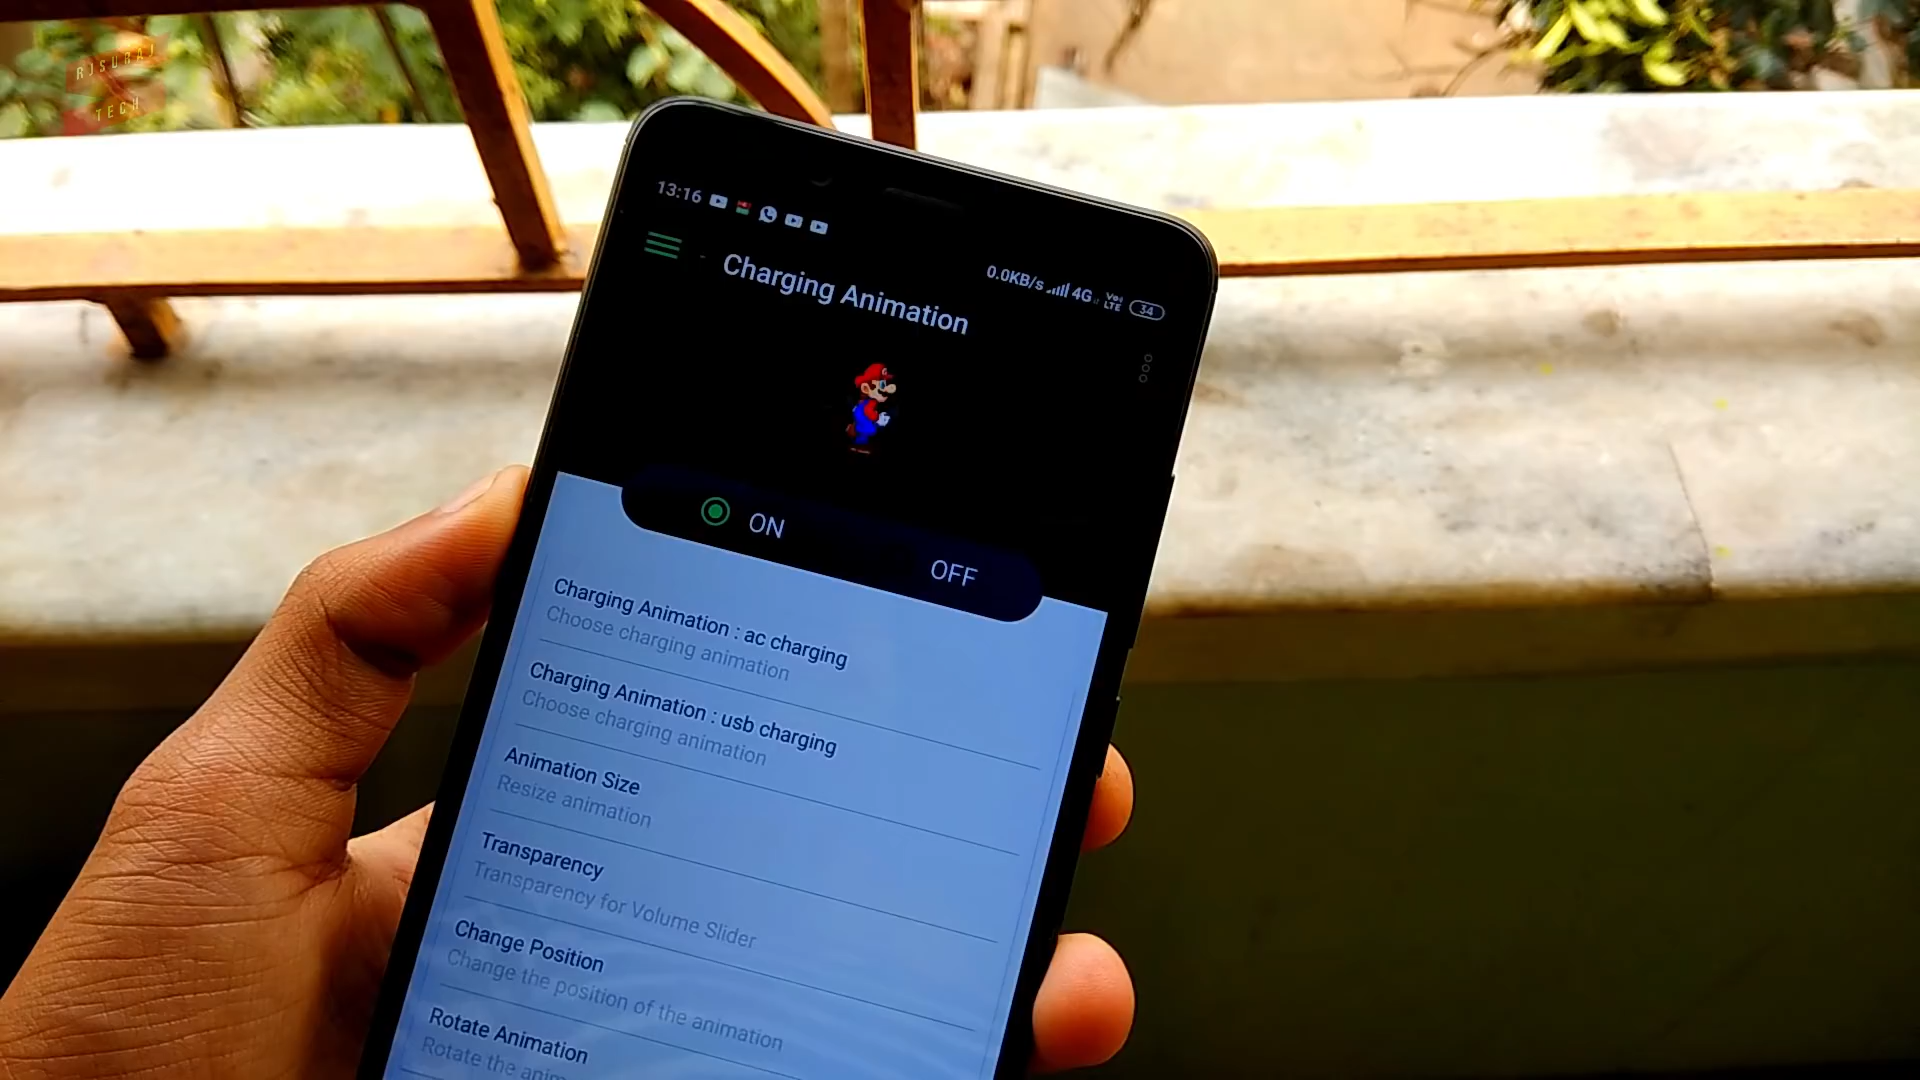 RISURAJ
TECH
13:16
0.0KB/s 4G Vo LTE 34
Charging Animation
ON
OFF
Charging Animation : ac charging
Choose charging animation
Charging Animation : usb charging
Choose charging animation
Animation Size
Resize animation
Transparency
Transparency for Volume Slider
Change Position
Change the position of the animation
Rotate Animation
Rotate the